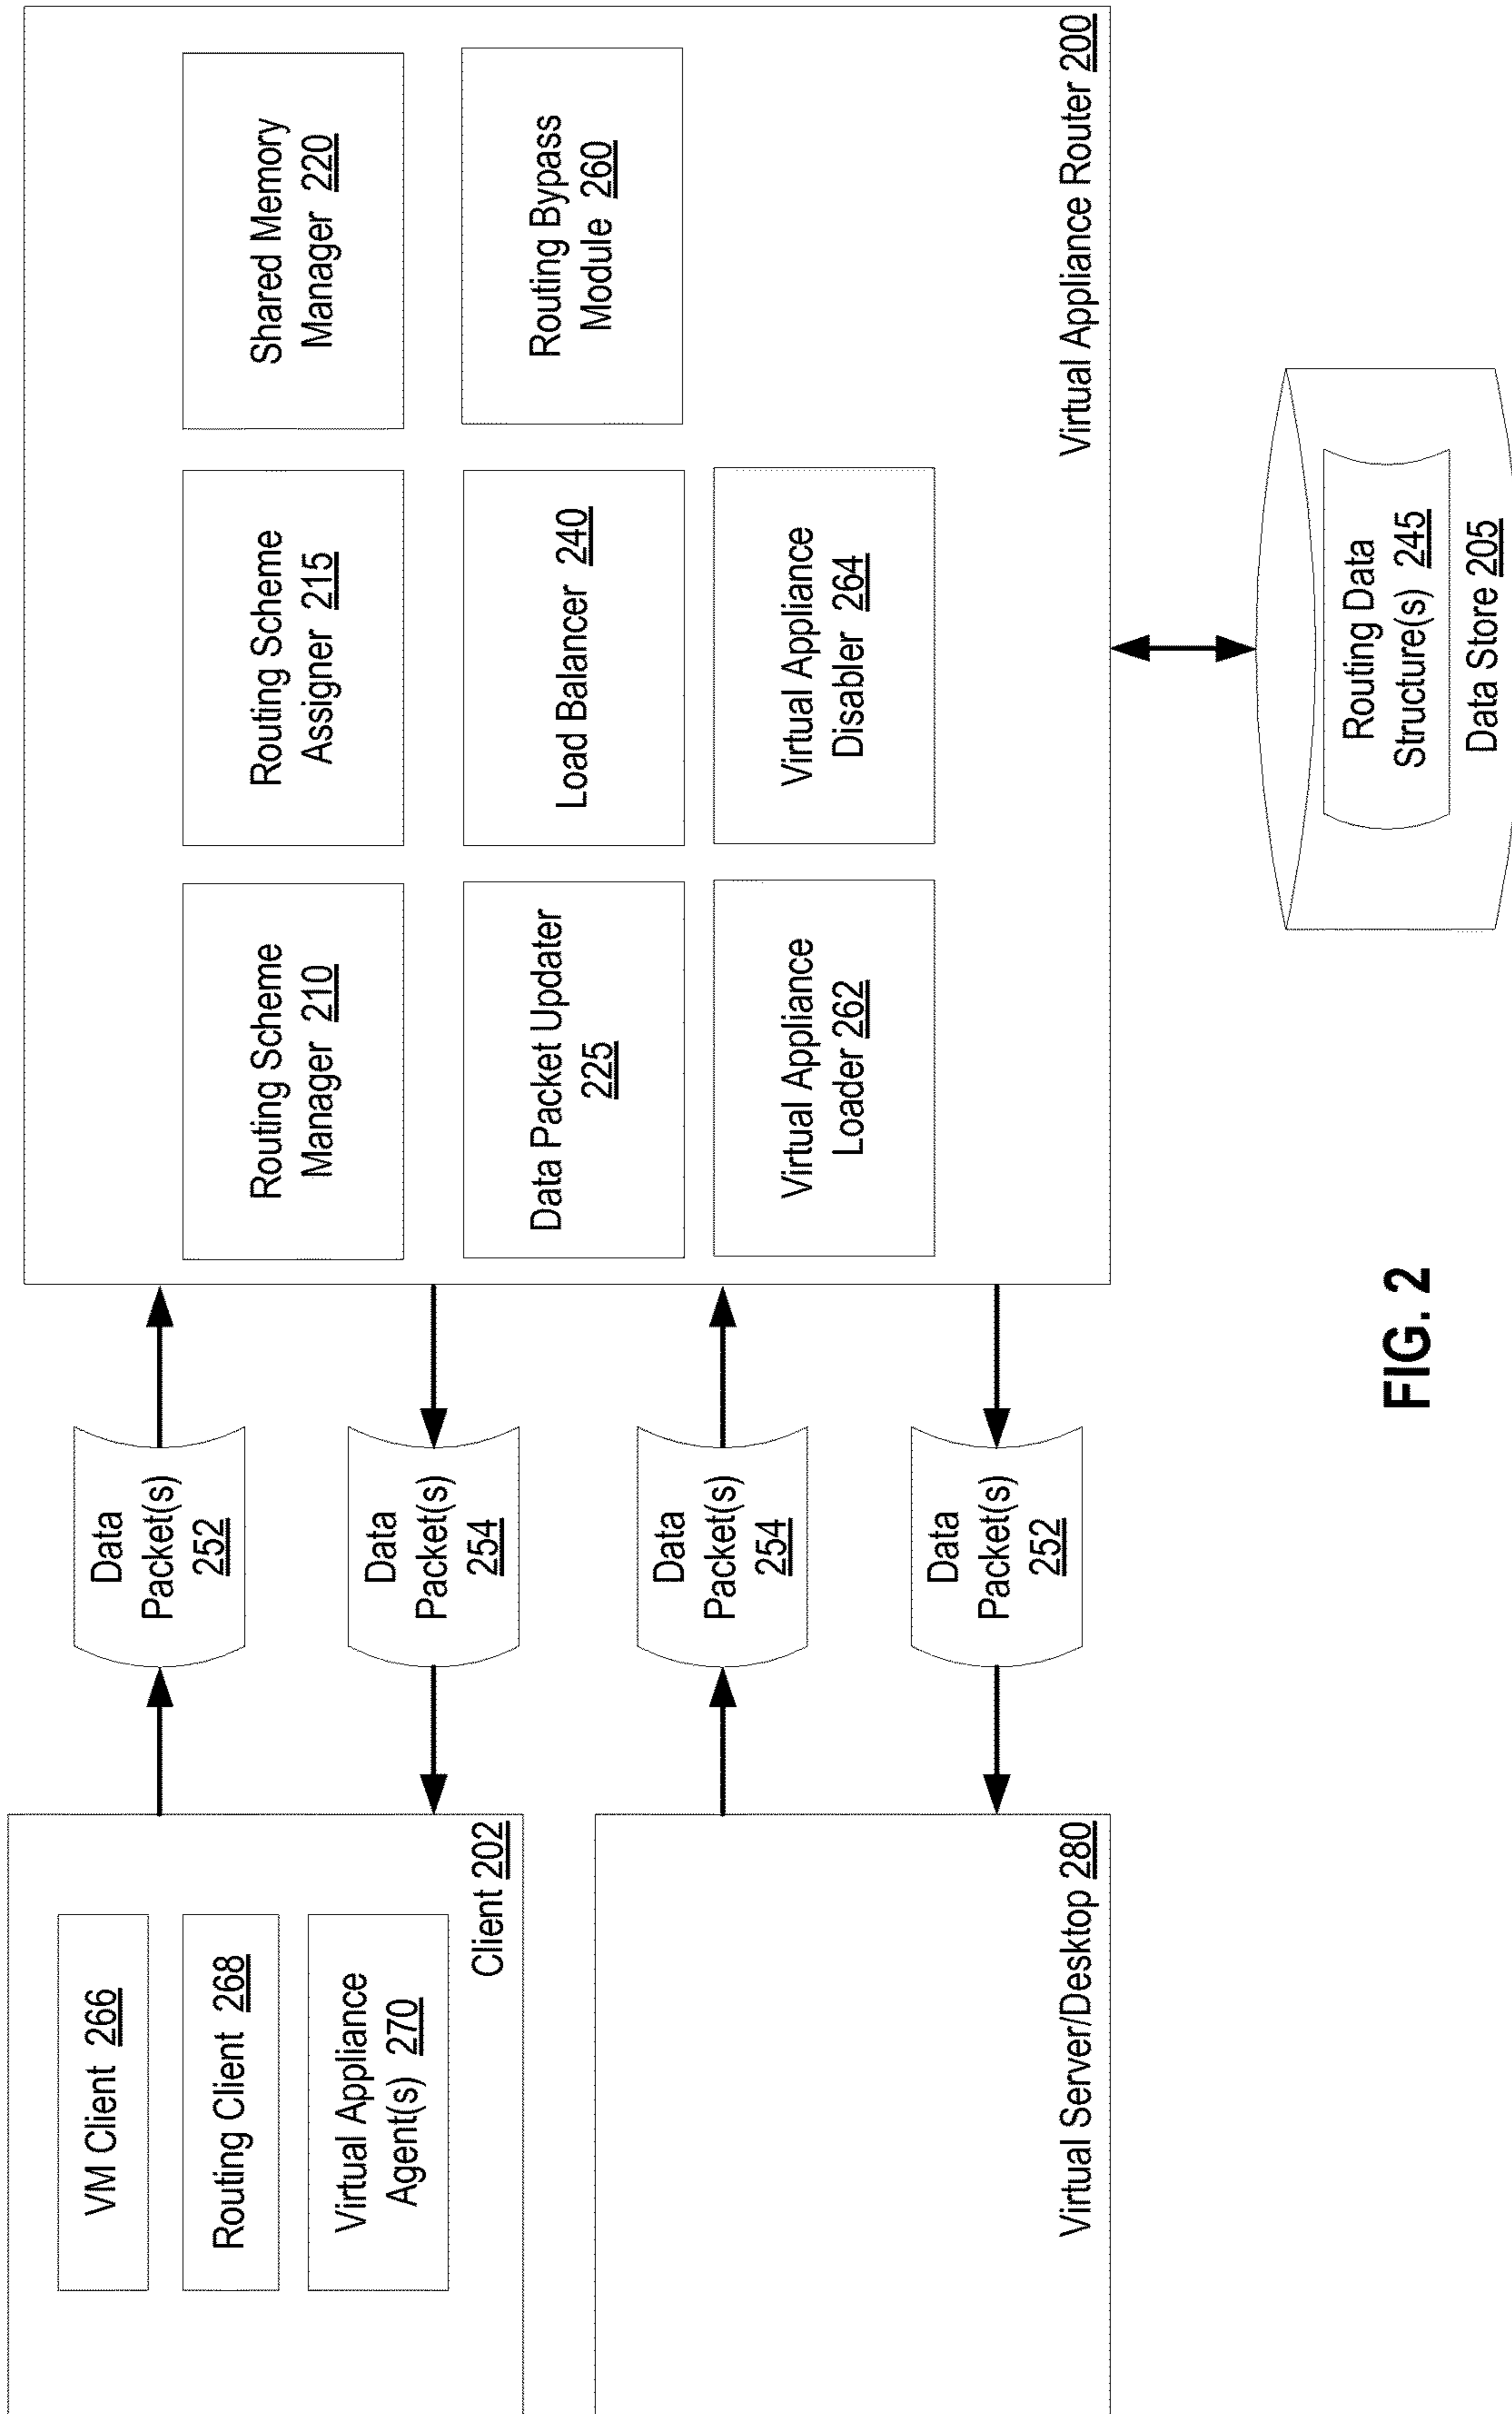 VM Client 266
Routing Client 268
Virtual Appliance
Agent(s) 270
Client 202
Virtual Server/Desktop 280
Data
Packet(s)
252
Data
Packet(s)
254
Data
Packet(s)
254
Data
Packet(s)
252
Routing Scheme
Manager 210
Routing Scheme
Assigner 215
Shared Memory
Manager 220
Data Packet Updater
225
Load Balancer 240
Routing Bypass
Module 260
Virtual Appliance
Loader 262
Virtual Appliance
Disabler 264
Virtual Appliance Router 200
Routing Data
Structure(s) 245
Data Store 205
FIG. 2